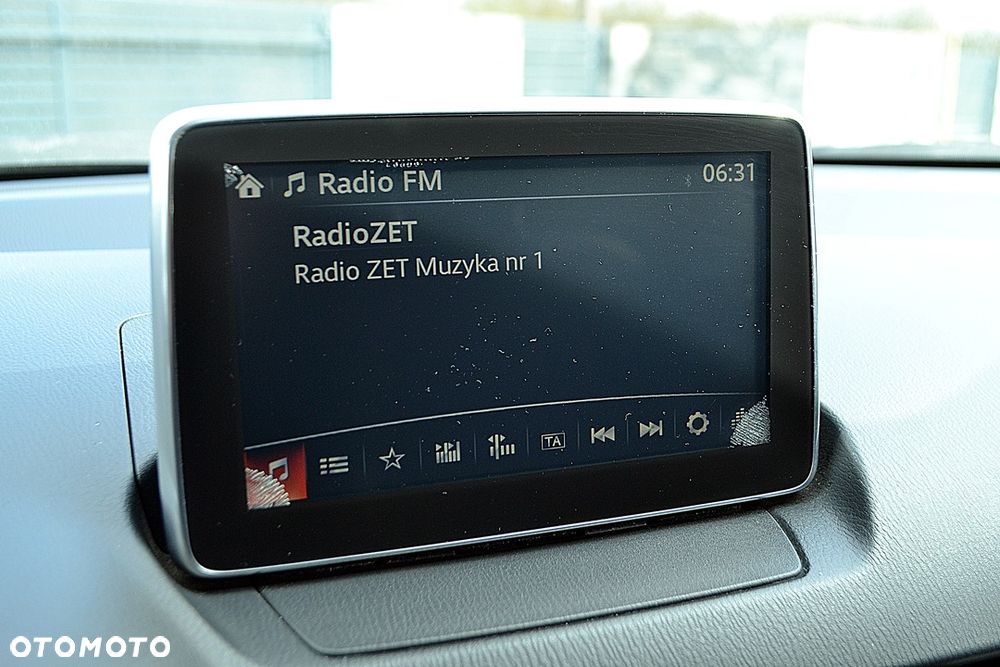 Radio FM
06:31
RadioZET
Radio ZET Muzyka nr 1
TA
OTOMOTO